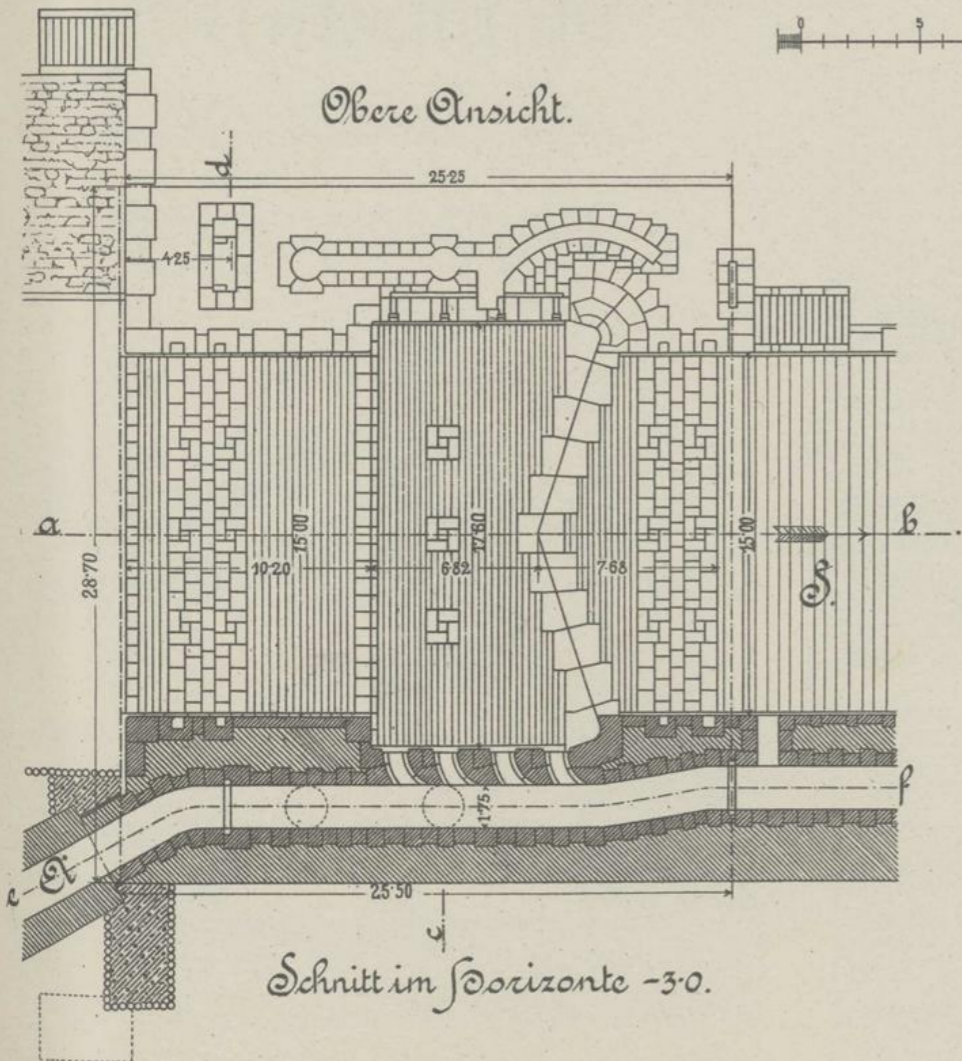 0 5
Obere Ansicht.
d
25·25
4·25
a
b
15·00
17·60
15·00
28·70
10·20
6·82
7·68
S.
1·75
f
e
A.
25·50
c
Schnitt im Horizonte -3·0.